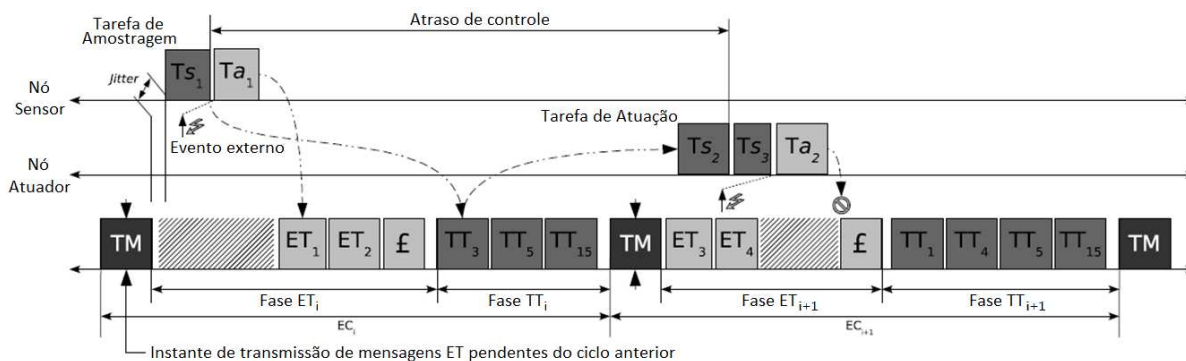 Tarefa de
Amostragem
Atraso de controle
Jitter
Ts1
Ta1
Nó
Sensor
Evento externo
Tarefa de Atuação
Ts2
Ts3
Ta2
Nó
Atuador
TM
ET1
ET2
£
TT3
TT5
TT15
TM
ET3
ET4
£
TT1
TT4
TT5
TT15
TM
Fase ETi
Fase TTi
Fase ETi+1
Fase TTi+1
ECi
ECi+1
Instante de transmissão de mensagens ET pendentes do ciclo anterior